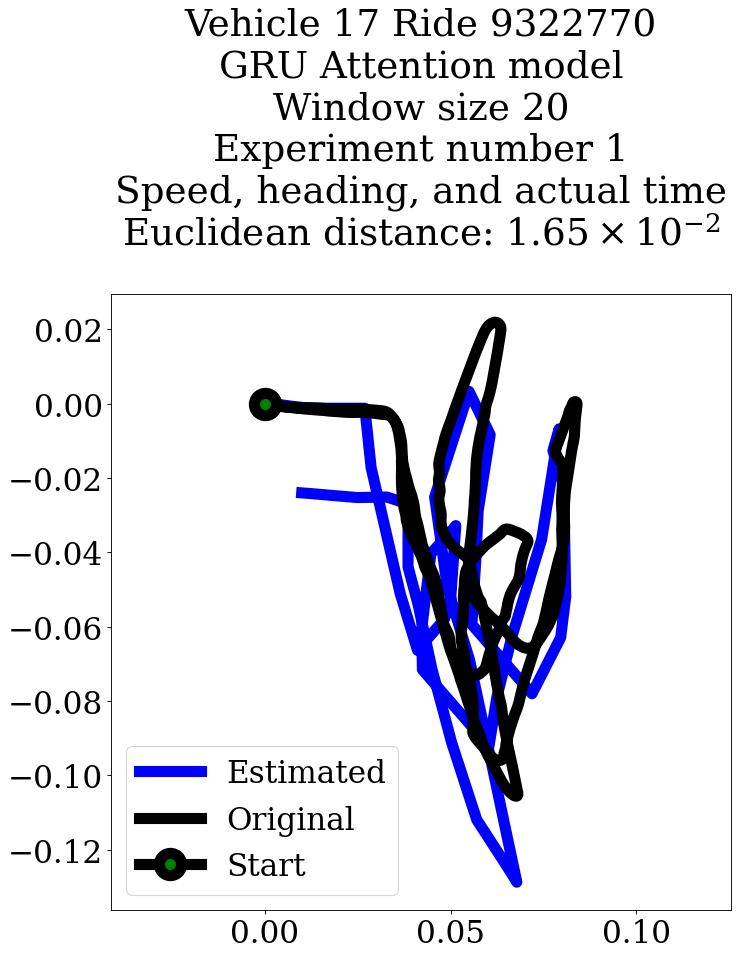 Vehicle 17 Ride 9322770
GRU Attention model
Window size 20
Experiment number 1
Speed, heading, and actual time
Euclidean distance: 1.65 × 10⁻²
0.02
0.00
−0.02
−0.04
−0.06
−0.08
−0.10
−0.12
Estimated
Original
Start
0.00 0.05 0.10